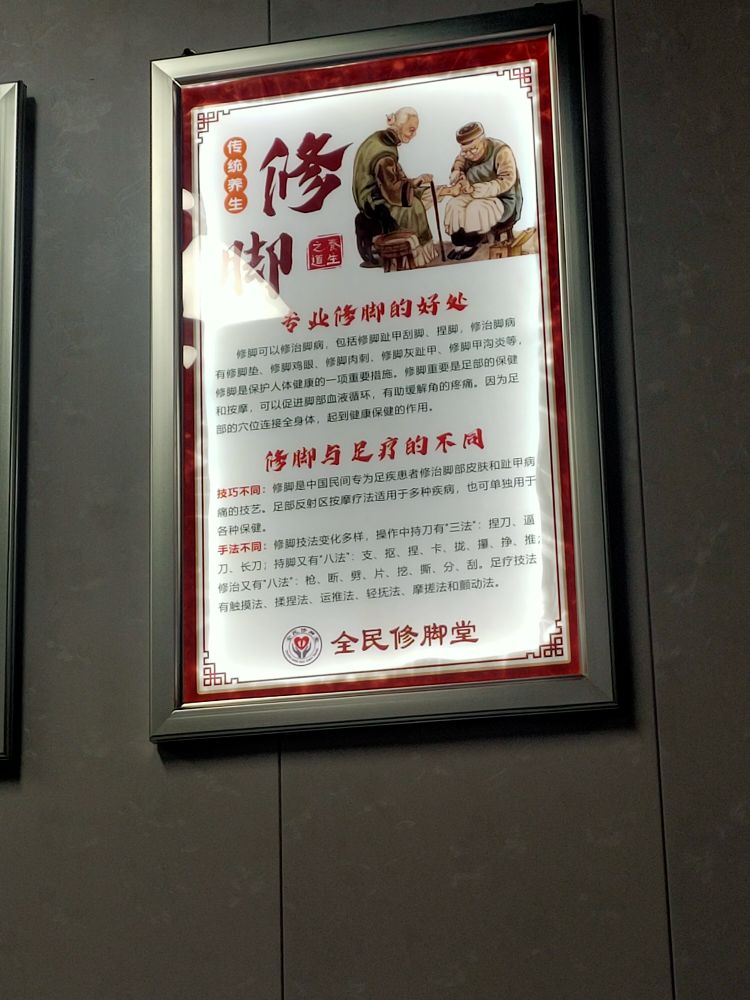 传统养生
修
脚
养生
之道
专业修脚的好处
修脚可以修治脚病，包括修脚趾甲刮脚、捏脚，修治脚病
有修脚垫、修脚鸡眼、修脚肉刺、修脚灰趾甲、修脚甲沟炎等，
修脚是保护人体健康的一项重要措施。修脚重要是足部的保健
和按摩，可以促进脚部血液循环，有助缓解角的疼痛。因为足
部的穴位连接全身体，起到健康保健的作用。
修脚与足疗的不同
技巧不同：修脚是中国民间专为足疾患者修治脚部皮肤和趾甲病
痛的技艺。足部反射区按摩疗法适用于多种疾病，也可单独用于
各种保健。
手法不同：修脚技法变化多样，操作中持刀有“三法”：捏刀、逼
刀、长刀；持脚又有“八法”：支、抠、捏、卡、拢、攥、挣、推；
修治又有“八法”：枪、断、劈、片、挖、撕、分、刮。足疗技法
有触摸法、揉捏法、运推法、轻抚法、摩搓法和颤动法。
全民修脚堂
全民修脚堂